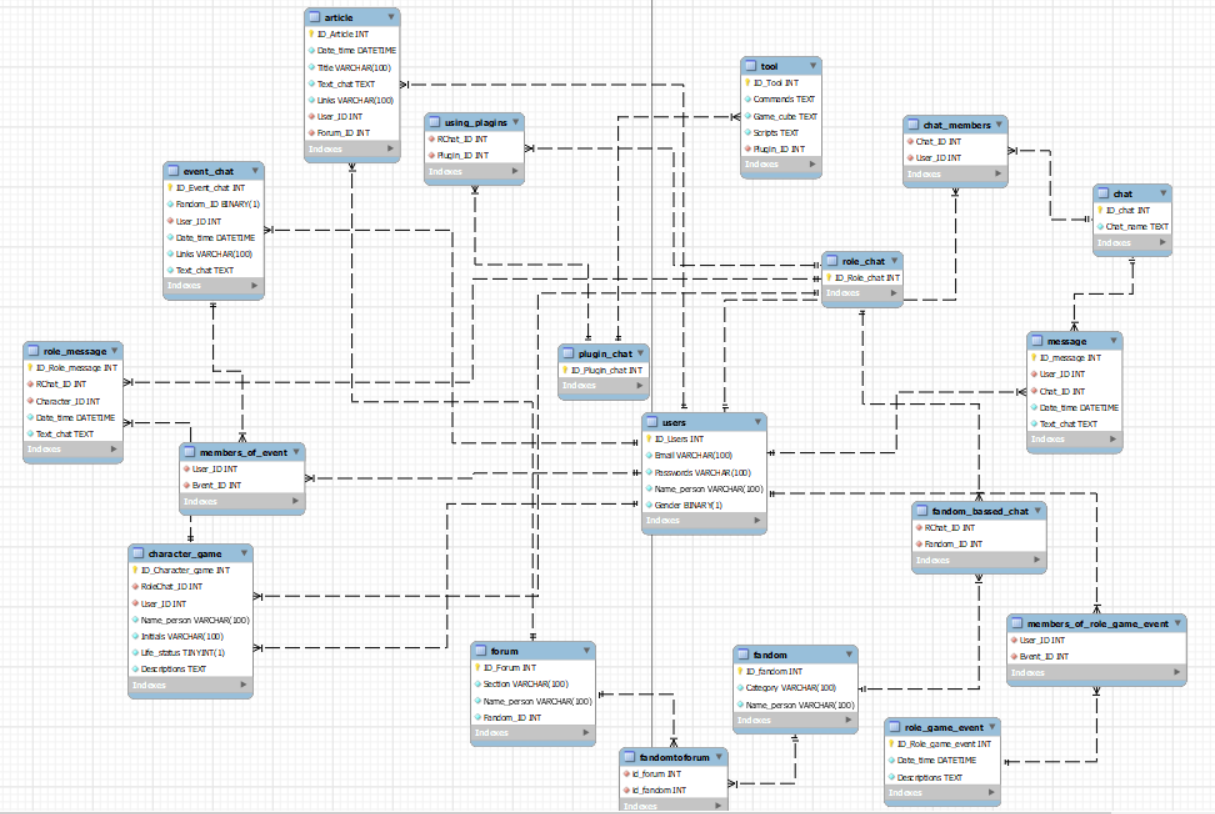 article
ID_Article INT
Date_time DATETIME
Title VARCHAR(100)
Text_chat TEXT
Links VARCHAR(100)
User_ID INT
Forum_ID INT
Indexes
using_plagins
RChat_ID INT
Plugin_ID INT
Indexes
tool
ID_Tool INT
Commands TEXT
Game_cube TEXT
Scripts TEXT
Plugin_ID INT
Indexes
chat_members
Chat_ID INT
User_ID INT
Indexes
chat
ID_chat INT
Chat_name TEXT
Indexes
event_chat
ID_Event_chat INT
Fandom_ID BINARY(1)
User_ID INT
Date_time DATETIME
Links VARCHAR(100)
Text_chat TEXT
Indexes
role_chat
ID_Role_chat INT
Indexes
role_message
ID_Role_message INT
RChat_ID INT
Character_ID INT
Date_time DATETIME
Text_chat TEXT
Indexes
plugin_chat
ID_Plugin_chat INT
Indexes
message
ID_message INT
User_ID INT
Chat_ID INT
Date_time DATETIME
Text_chat TEXT
Indexes
members_of_event
User_ID INT
Event_ID INT
Indexes
users
ID_Users INT
Email VARCHAR(100)
Passwords VARCHAR(100)
Name_person VARCHAR(100)
Gender BINARY(1)
Indexes
fandom_bassed_chat
RChat_ID INT
Fandom_ID INT
Indexes
character_game
ID_Character_game INT
RoleChat_ID INT
User_ID INT
Name_person VARCHAR(100)
Initials VARCHAR(100)
Life_status TINYINT(1)
Descriptions TEXT
Indexes
forum
ID_Forum INT
Section VARCHAR(100)
Name_person VARCHAR(100)
Fandom_ID INT
Indexes
fandom
ID_fandom INT
Category VARCHAR(100)
Name_person VARCHAR(100)
Indexes
members_of_role_game_event
User_ID INT
Event_ID INT
Indexes
role_game_event
ID_Role_game_event INT
Date_time DATETIME
Descriptions TEXT
Indexes
fandomtoforum
id_forum INT
id_fandom INT
Indexes